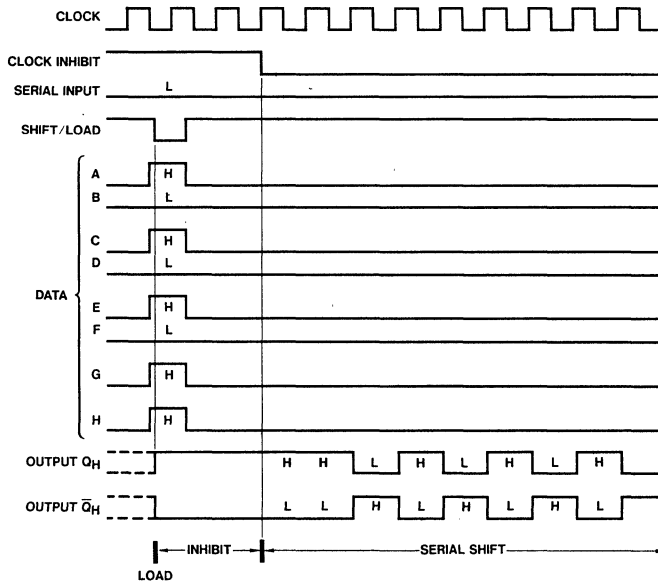 CLOCK
CLOCK INHIBIT
SERIAL INPUT L
SHIFT/LOAD
A H
B L
C H
D L
DATA
E H
F L
G H
H H
OUTPUT QH H H L H L H L H
OUTPUT Q̅H L L H L H L H L
INHIBIT SERIAL SHIFT
LOAD